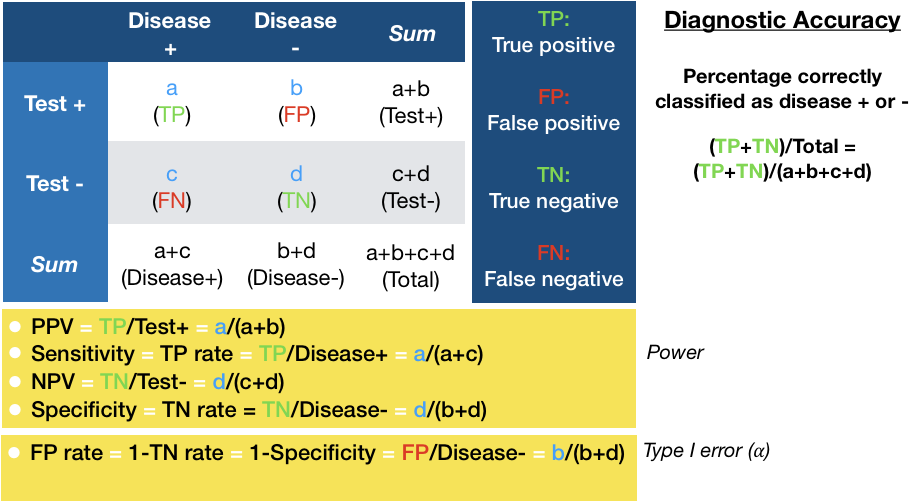 Disease + Disease - Sum
Test + a (TP) b (FP) a+b (Test+)
Test - c (FN) d (TN) c+d (Test-)
Sum a+c (Disease+) b+d (Disease-) a+b+c+d (Total)
TP:
True positive
FP:
False positive
TN:
True negative
FN:
False negative
Diagnostic Accuracy
Percentage correctly
classified as disease + or -
(TP+TN)/Total =
(TP+TN)/(a+b+c+d)
PPV = TP/Test+ = a/(a+b)
Sensitivity = TP rate = TP/Disease+ = a/(a+c)
NPV = TN/Test- = d/(c+d)
Specificity = TN rate = TN/Disease- = d/(b+d)
Power
FP rate = 1-TN rate = 1-Specificity = FP/Disease- = b/(b+d)
Type I error (α)